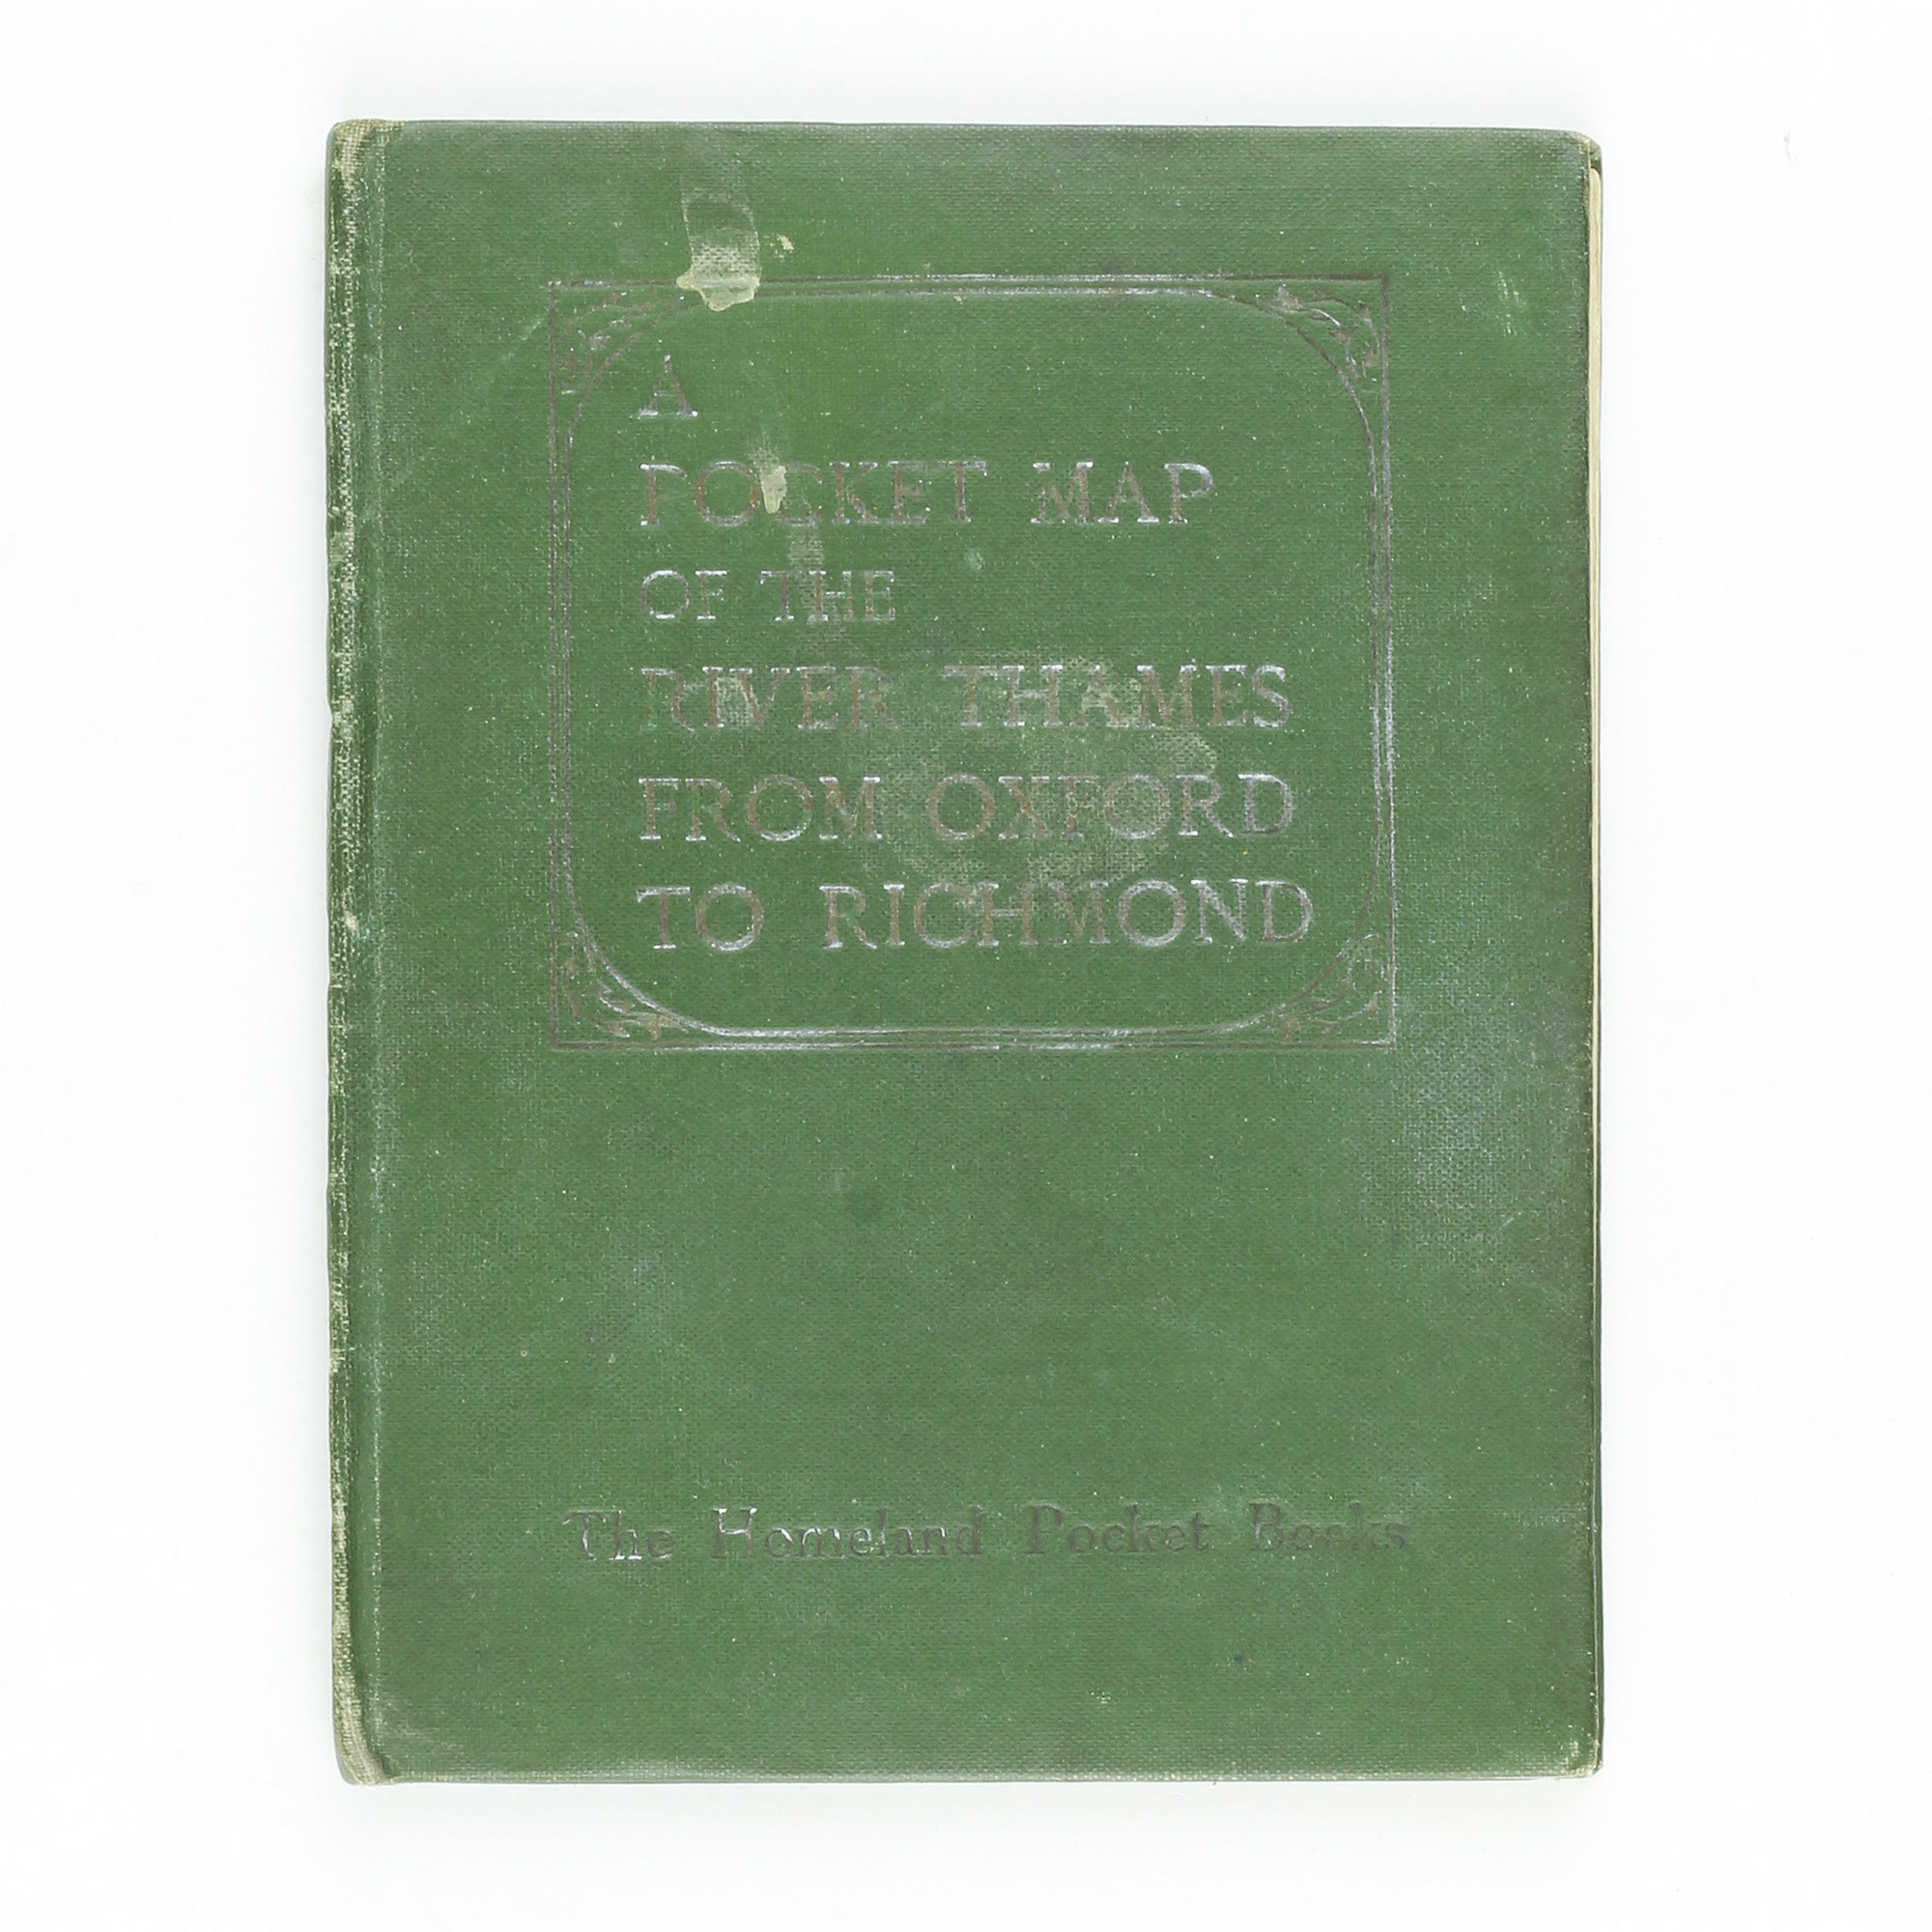 A
POCKET MAP
OF THE
RIVER THAMES
FROM OXFORD
TO RICHMOND
The Homeland Pocket Books